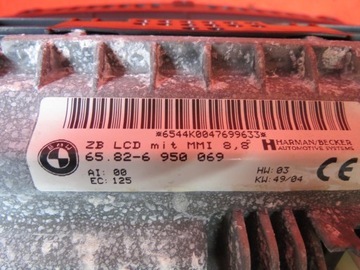 *6544K0047699633*
BMW
ZB LCD mit MMI 8,8"
HARMAN/BECKER
AUTOMOTIVE SYSTEMS
65.82-6 950 069
AI: 00
EC: 125
HW: 03
KW: 49/04
CE